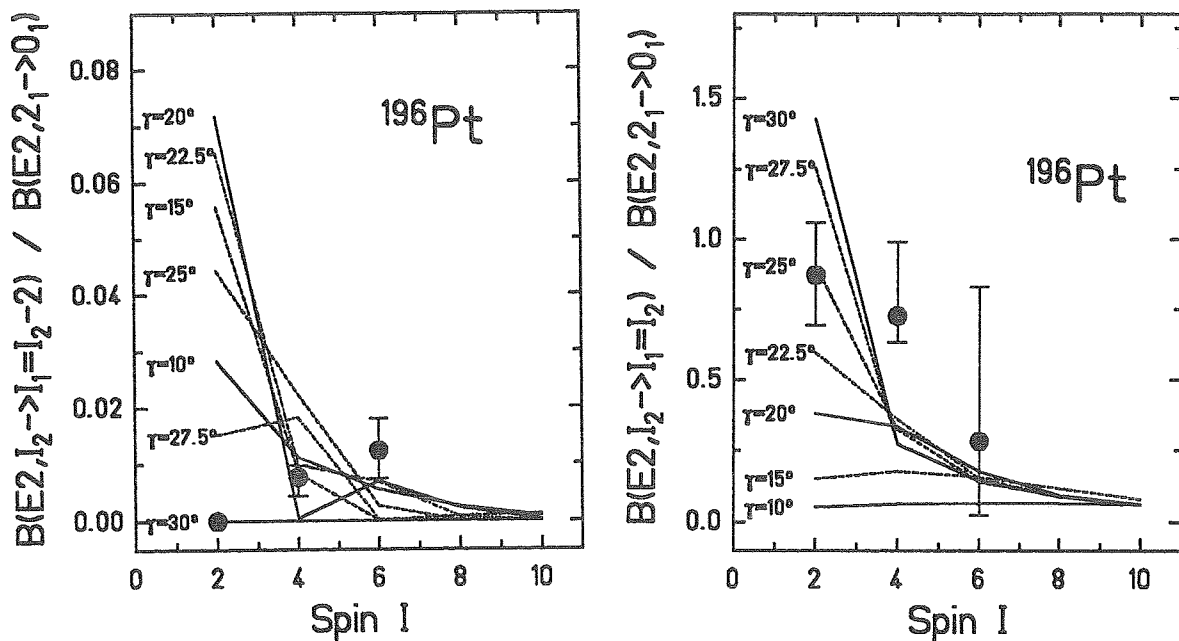 B(E2,I₂->I₁=I₂-2) / B(E2,2₁->0₁)
0.08
0.06
0.04
0.02
0.00
γ=20°
γ=22.5°
γ=15°
γ=25°
γ=10°
γ=27.5°
γ=30°
¹⁹⁶Pt
0 2 4 6 8 10
Spin I
B(E2,I₂->I₁=I₂) / B(E2,2₁->0₁)
1.5
1.0
0.5
0.0
γ=30°
γ=27.5°
γ=25°
γ=22.5°
γ=20°
γ=15°
γ=10°
¹⁹⁶Pt
0 2 4 6 8 10
Spin I